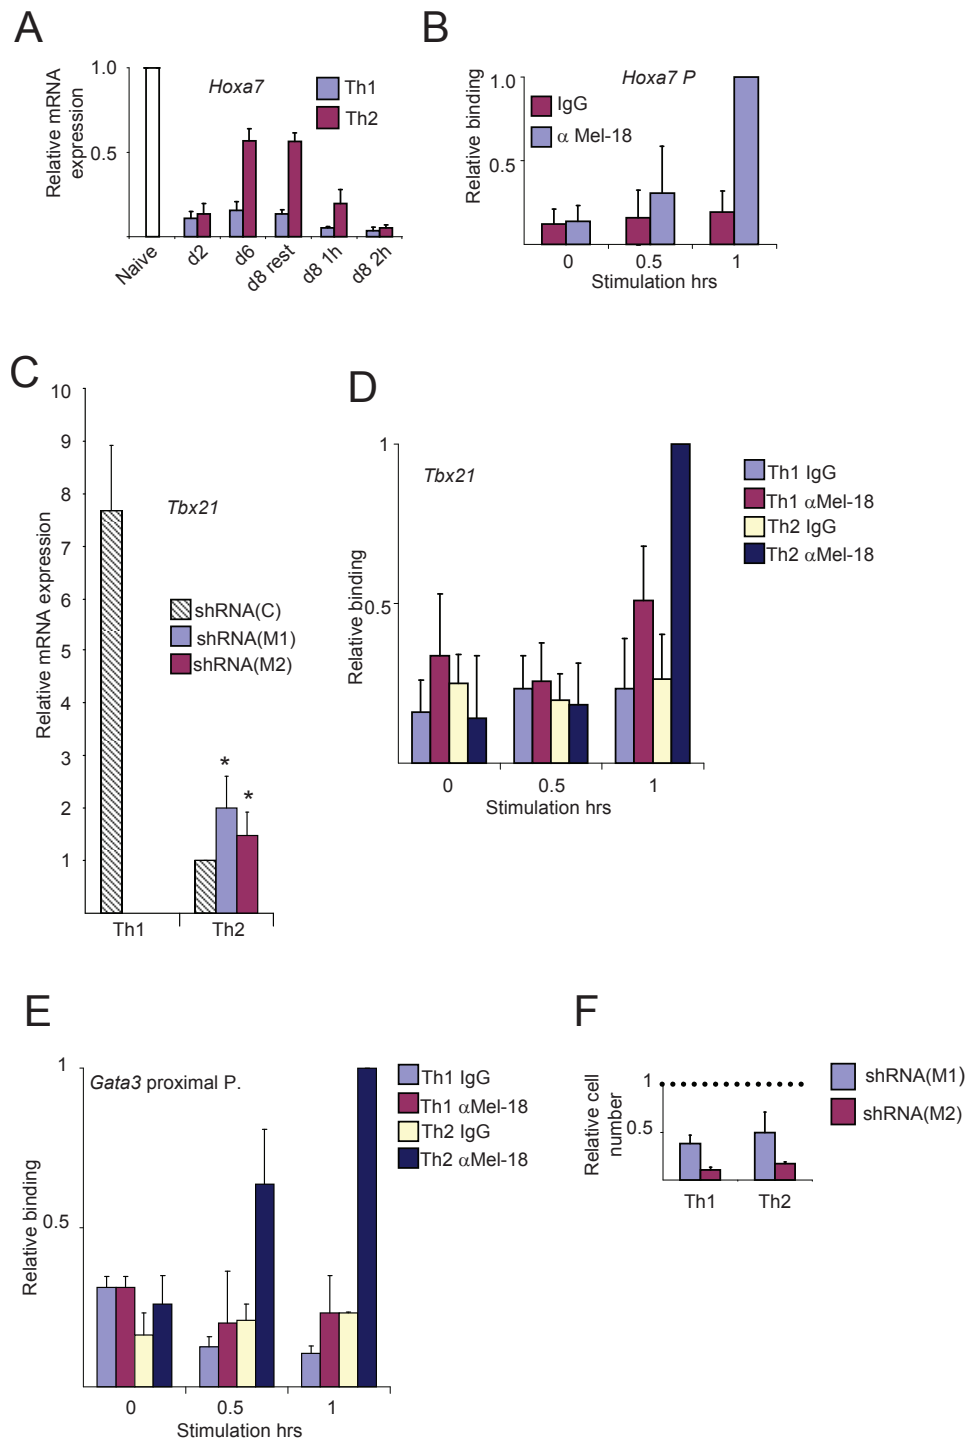 A
Relative mRNA
expression
1.0
0.5
Hoxa7
Th1
Th2
Naive
d2
d6
d8 rest
d8 1h
d8 2h
B
Relative binding
1.0
0.5
Hoxa7 P
IgG
α Mel-18
0
0.5
1
Stimulation hrs
C
Relative mRNA expression
10
9
8
7
6
5
4
3
2
1
Tbx21
shRNA(C)
shRNA(M1)
shRNA(M2)
*
*
Th1
Th2
D
Relative binding
1
0.5
Tbx21
Th1 IgG
Th1 αMel-18
Th2 IgG
Th2 αMel-18
0
0.5
1
Stimulation hrs
E
Relative binding
1
0.5
Gata3 proximal P.
Th1 IgG
Th1 αMel-18
Th2 IgG
Th2 αMel-18
0
0.5
1
Stimulation hrs
F
Relative cell
number
1
0.5
shRNA(M1)
shRNA(M2)
Th1
Th2